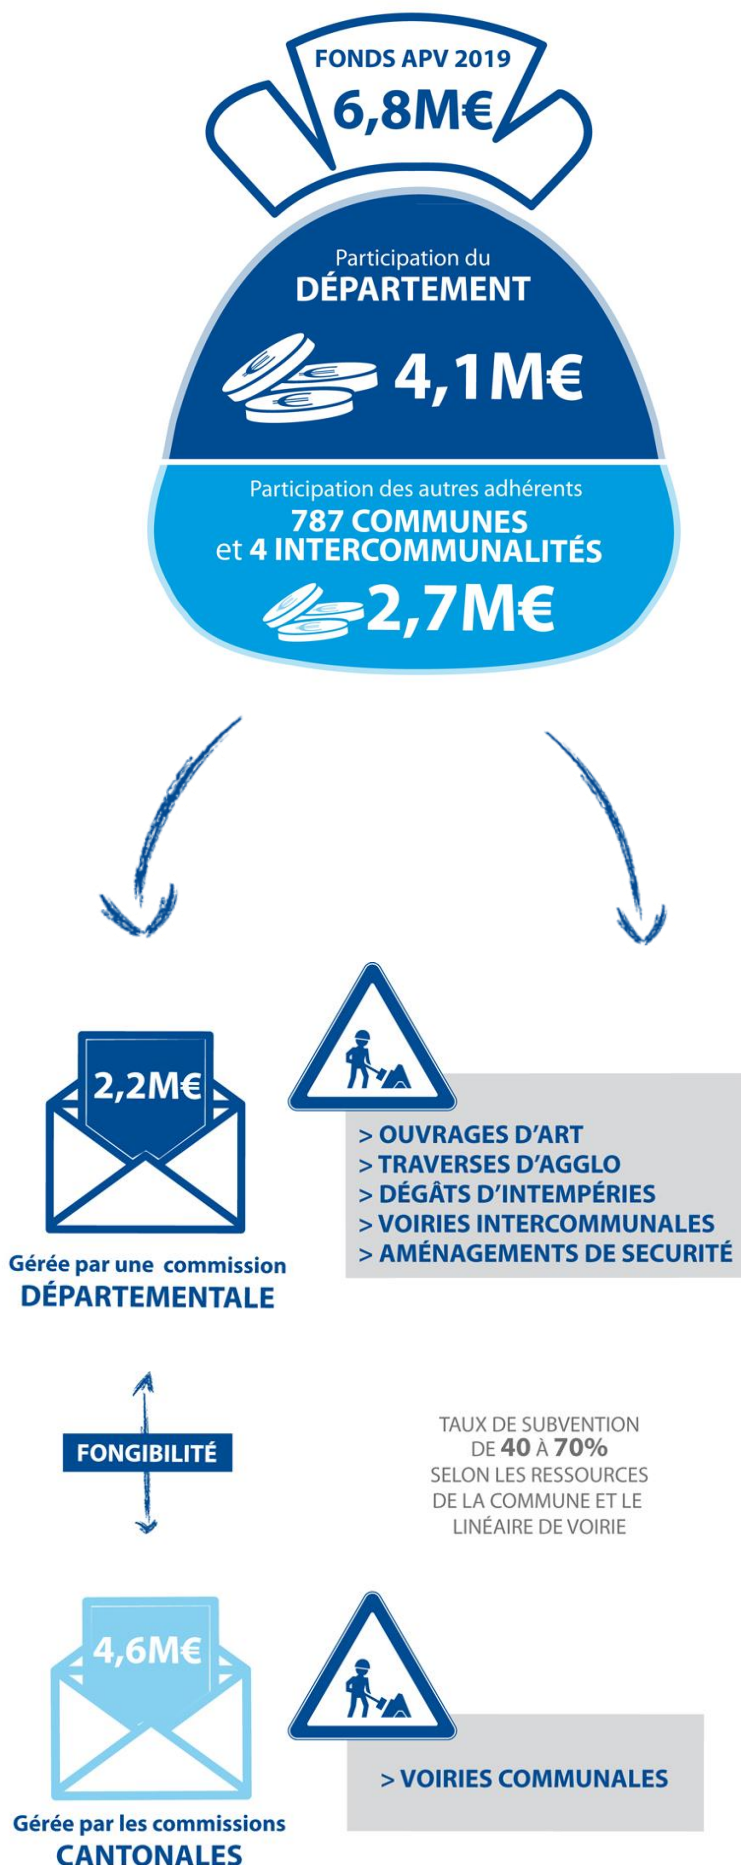 FONDS APV 2019
6,8M€
Participation du
DÉPARTEMENT
4,1M€
Participation des autres adhérents
787 COMMUNES
et 4 INTERCOMMUNALITÉS
2,7M€
2,2M€
Gérée par une commission
DÉPARTEMENTALE
> OUVRAGES D'ART
> TRAVERSES D'AGGLO
> DÉGÂTS D'INTEMPÉRIES
> VOIRIES INTERCOMMUNALES
> AMÉNAGEMENTS DE SECURITÉ
FONGIBILITÉ
TAUX DE SUBVENTION
DE 40 À 70%
SELON LES RESSOURCES
DE LA COMMUNE ET LE
LINÉAIRE DE VOIRIE
4,6M€
Gérée par les commissions
CANTONALES
> VOIRIES COMMUNALES